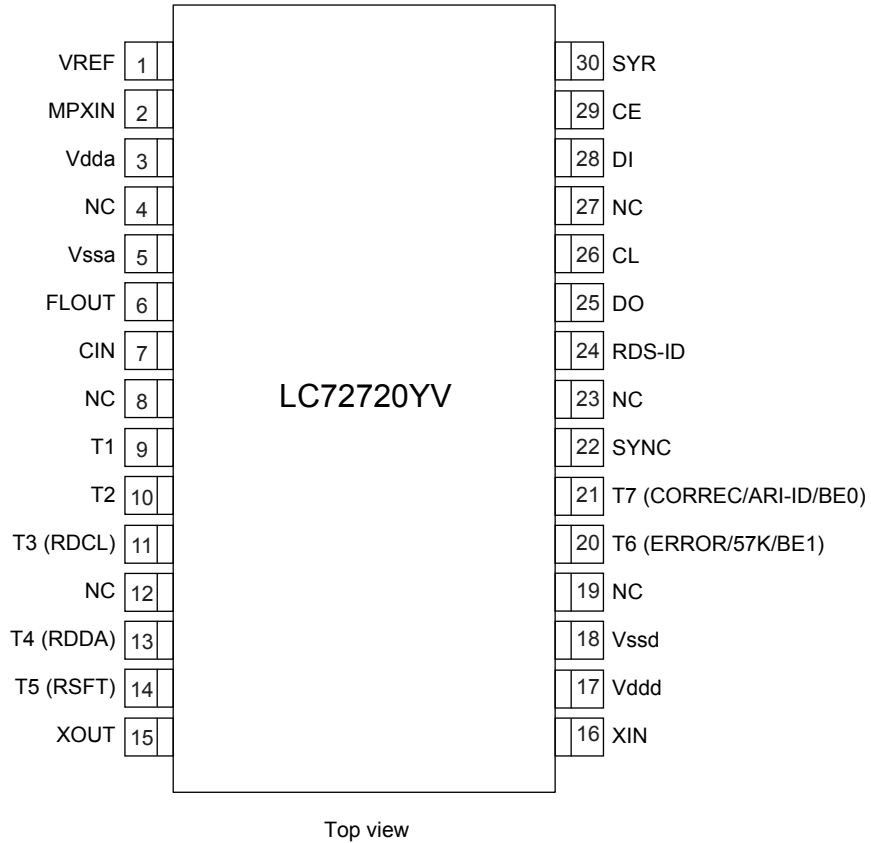 VREF 1
MPXIN 2
Vdda 3
NC 4
Vssa 5
FLOUT 6
CIN 7
NC 8
T1 9
T2 10
T3 (RDCL) 11
NC 12
T4 (RDDA) 13
T5 (RSFT) 14
XOUT 15
LC72720YV
30 SYR
29 CE
28 DI
27 NC
26 CL
25 DO
24 RDS-ID
23 NC
22 SYNC
21 T7 (CORREC/ARI-ID/BE0)
20 T6 (ERROR/57K/BE1)
19 NC
18 Vssd
17 Vddd
16 XIN
Top view